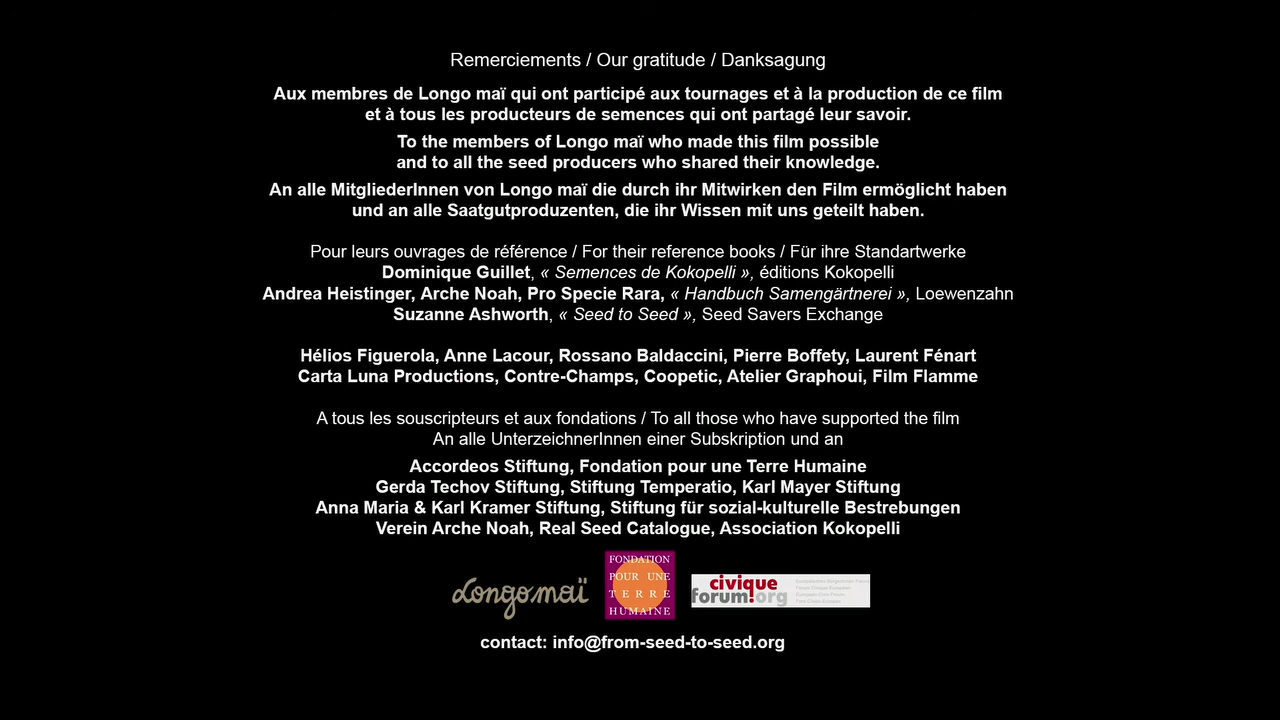 Remerciements / Our gratitude / Danksagung
Aux membres de Longo maï qui ont participé aux tournages et à la production de ce film
et à tous les producteurs de semences qui ont partagé leur savoir.
To the members of Longo maï who made this film possible
and to all the seed producers who shared their knowledge.
An alle MitgliederInnen von Longo maï die durch ihr Mitwirken den Film ermöglicht haben
und an alle Saatgutproduzenten, die ihr Wissen mit uns geteilt haben.
Pour leurs ouvrages de référence / For their reference books / Für ihre Standartwerke
Dominique Guillet, « Semences de Kokopelli », éditions Kokopelli
Andrea Heistinger, Arche Noah, Pro Specie Rara, « Handbuch Samengärtnerei », Loewenzahn
Suzanne Ashworth, « Seed to Seed », Seed Savers Exchange
Hélios Figuerola, Anne Lacour, Rossano Baldaccini, Pierre Boffety, Laurent Fénart
Carta Luna Productions, Contre-Champs, Coopetic, Atelier Graphoui, Film Flamme
A tous les souscripteurs et aux fondations / To all those who have supported the film
An alle UnterzeichnerInnen einer Subskription und an
Accordeos Stiftung, Fondation pour une Terre Humaine
Gerda Techov Stiftung, Stiftung Temperatio, Karl Mayer Stiftung
Anna Maria & Karl Kramer Stiftung, Stiftung für sozial-kulturelle Bestrebungen
Verein Arche Noah, Real Seed Catalogue, Association Kokopelli
Longomaï
FONDATION
POUR UNE
TERRE
HUMAINE
civique
forum!org
contact: info@from-seed-to-seed.org